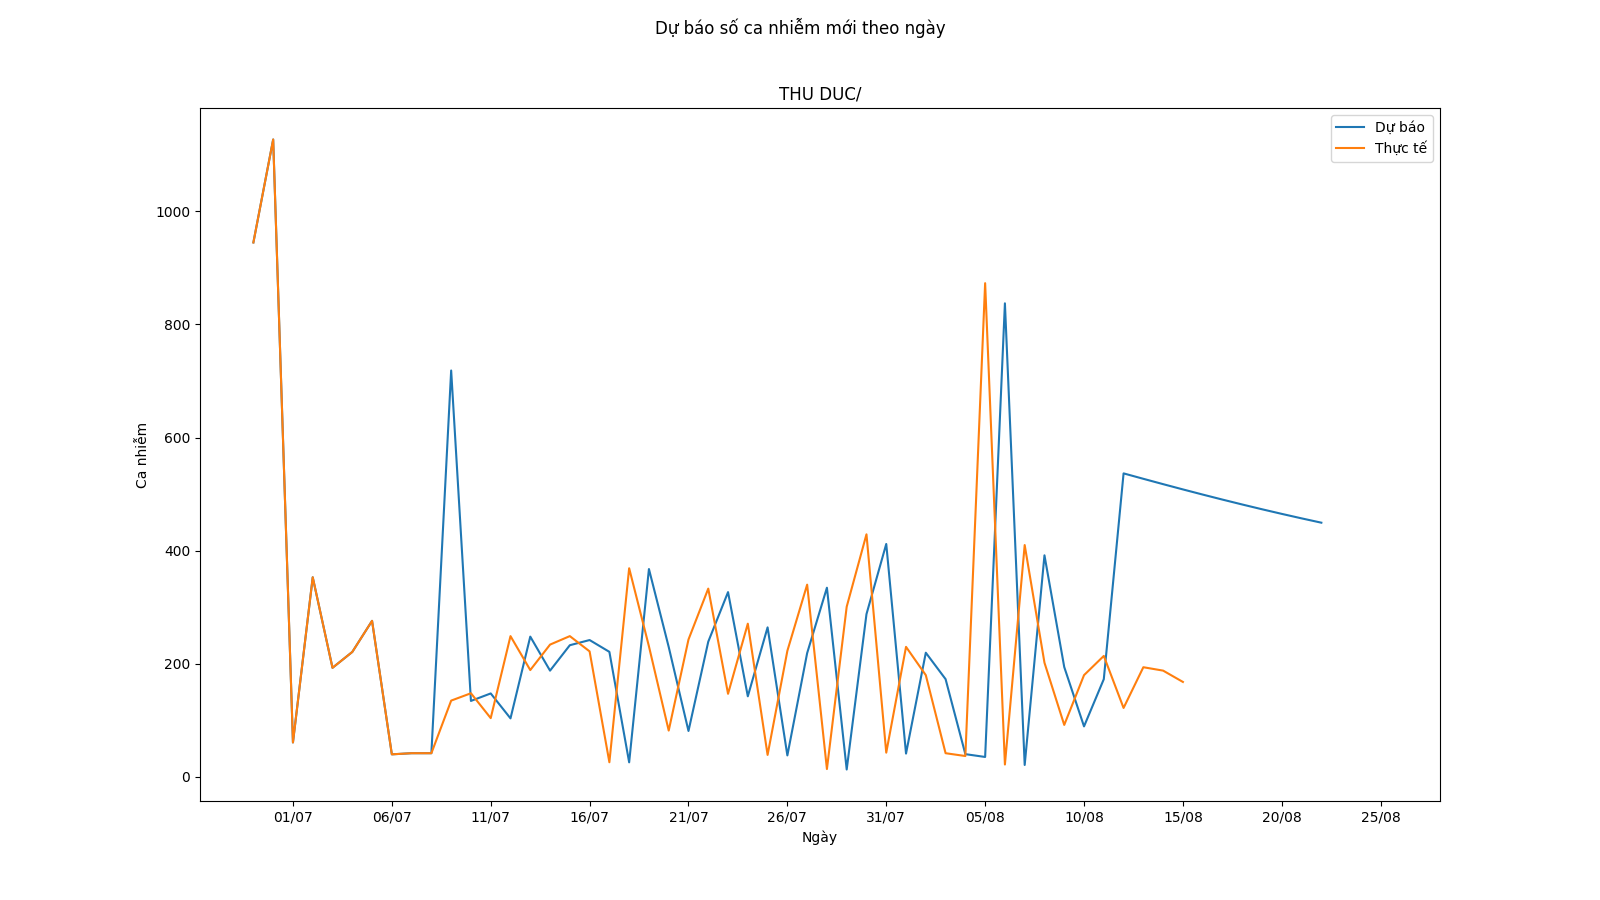 Dự báo số ca nhiễm mới theo ngày
THU DUC/
Dự báo
Thực tế
1000
800
600
400
200
0
Ca nhiễm
01/07 06/07 11/07 16/07 21/07 26/07 31/07 05/08 10/08 15/08 20/08 25/08
Ngày